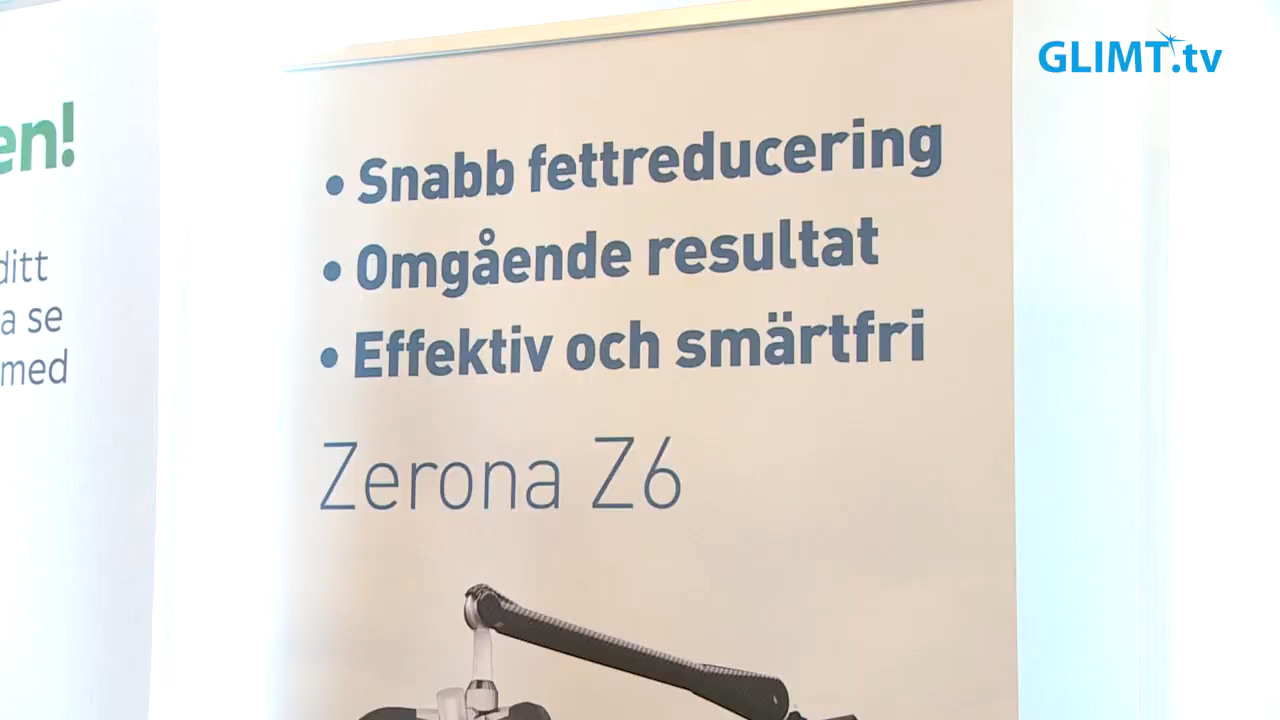 GLIMT.tv
en!
ditt
a se
med
• Snabb fettreducering
• Omgående resultat
• Effektiv och smärtfri
Zerona Z6